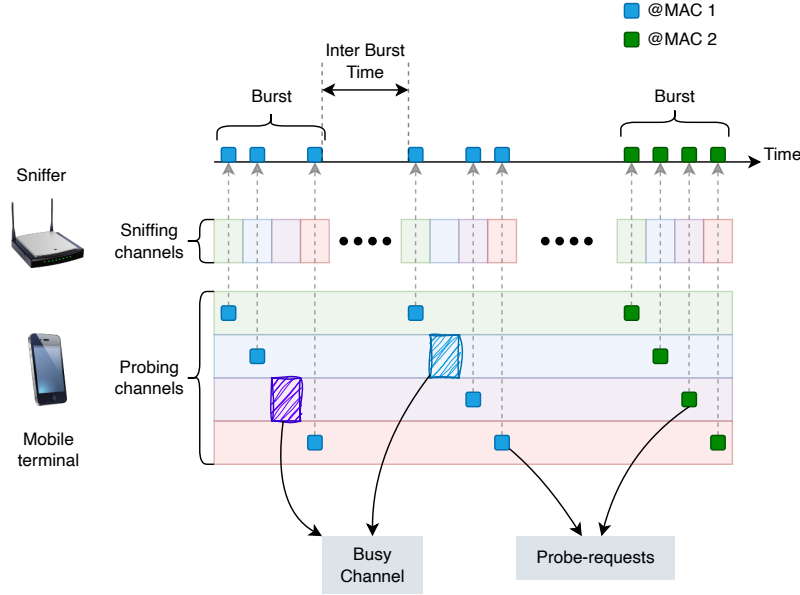 @MAC 1
@MAC 2
Inter Burst
Time
Burst
Burst
Time
Sniffer
Sniffing
channels
Probing
channels
Mobile
terminal
Busy
Channel
Probe-requests